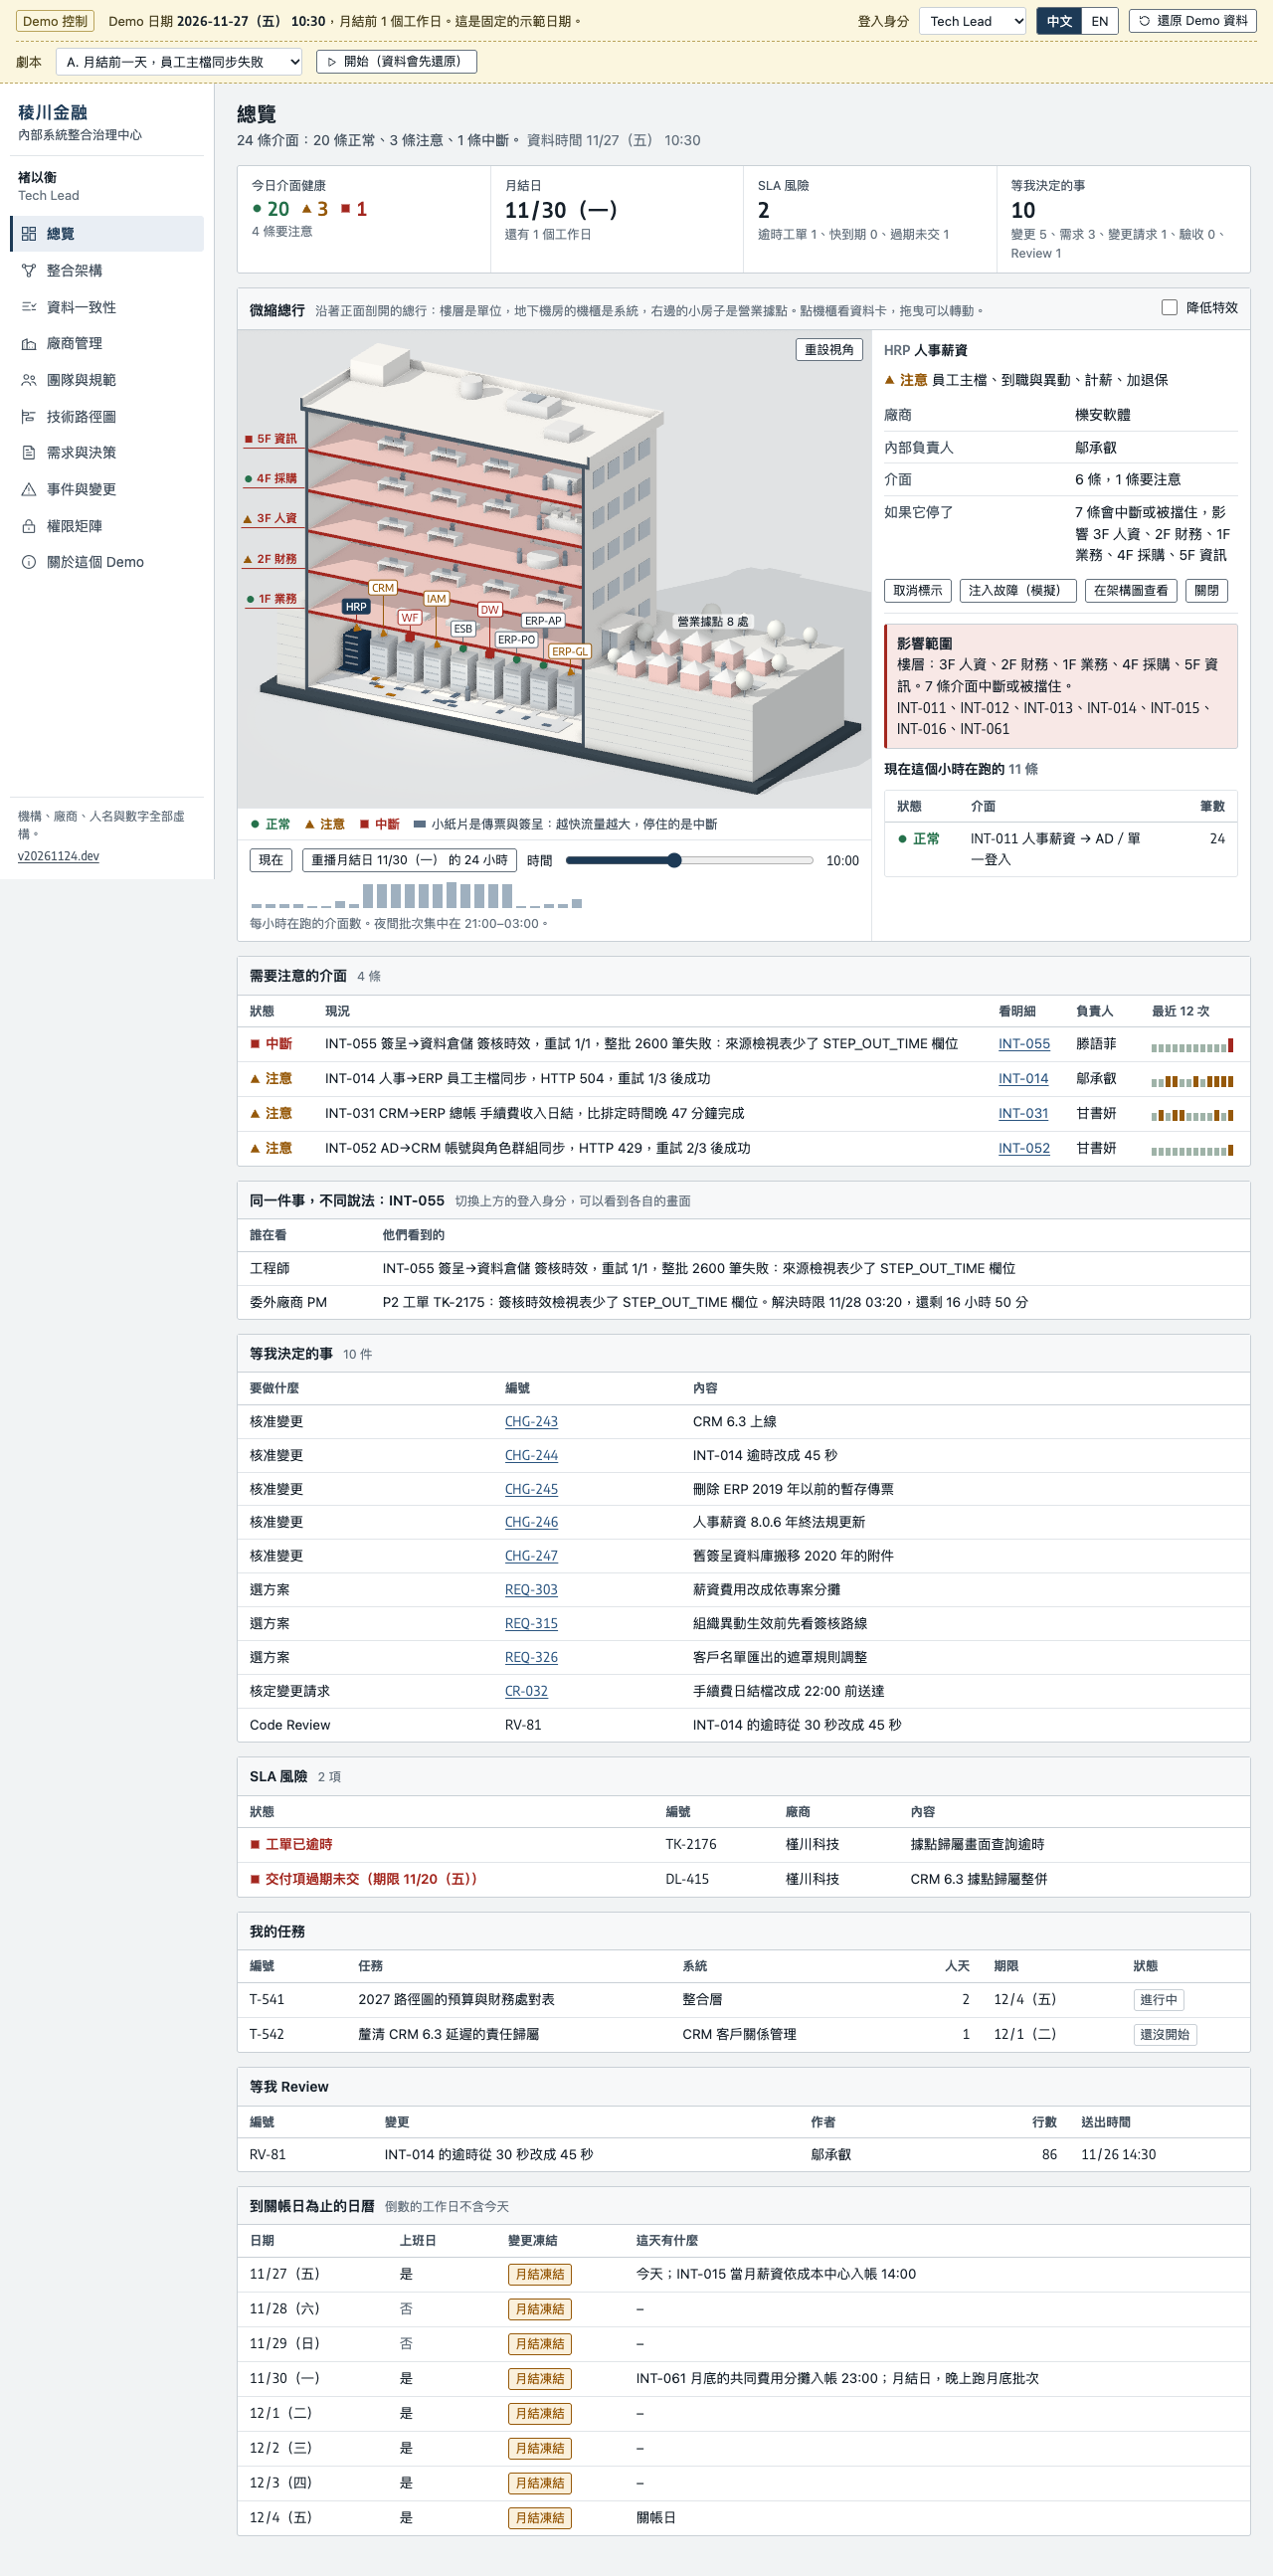 Demo 控制 Demo 日期 2026-11-27（五） 10:30，月結前 1 個工作日。這是固定的示範日期。 登入身分 Tech Lead 中文 EN 還原 Demo 資料
劇本 A. 月結前一天，員工主檔同步失敗 開始（資料會先還原）
稜川金融
內部系統整合治理中心
褚以衡
Tech Lead
總覽
整合架構
資料一致性
廠商管理
團隊與規範
技術路徑圖
需求與決策
事件與變更
權限矩陣
關於這個 Demo
機構、廠商、人名與數字全部虛
構。
v20261124.dev
總覽
24 條介面：20 條正常、3 條注意、1 條中斷。 資料時間 11/27（五） 10:30
今日介面健康
20 3 1
4 條要注意
月結日
11/30（一）
還有 1 個工作日
SLA 風險
2
逾時工單 1、快到期 0、過期未交 1
等我決定的事
10
變更 5、需求 3、變更請求 1、驗收 0、
Review 1
微縮總行 沿著正面剖開的總行：樓層是單位，地下機房的機櫃是系統，右邊的小房子是營業據點。點機櫃看資料卡，拖曳可以轉動。 降低特效
重設視角
5F 資訊
4F 採購
3F 人資
2F 財務
1F 業務
HRP
CRM
WF
IAM
ESB
DW
ERP-PO
ERP-AP
ERP-GL
營業據點 8 處
正常 注意 中斷 小紙片是傳票與簽呈：越快流量越大，停住的是中斷
現在 重播月結日 11/30（一） 的 24 小時 時間 10:00
每小時在跑的介面數。夜間批次集中在 21:00–03:00。
HRP 人事薪資
注意 員工主檔、到職與異動、計薪、加退保
廠商 櫟安軟體
內部負責人 鄔承叡
介面 6 條，1 條要注意
如果它停了 7 條會中斷或被擋住，影
響 3F 人資、2F 財務、1F
業務、4F 採購、5F 資訊
取消標示 注入故障（模擬） 在架構圖查看 關閉
影響範圍
樓層：3F 人資、2F 財務、1F 業務、4F 採購、5F 資
訊。7 條介面中斷或被擋住。
INT-011、INT-012、INT-013、INT-014、INT-015、
INT-016、INT-061
現在這個小時在跑的 11 條
狀態 介面 筆數
正常 INT-011 人事薪資 → AD / 單 24
一登入
需要注意的介面 4 條
狀態 現況 看明細 負責人 最近 12 次
中斷 INT-055 簽呈→資料倉儲 簽核時效，重試 1/1，整批 2600 筆失敗：來源檢視表少了 STEP_OUT_TIME 欄位 INT-055 滕語菲
注意 INT-014 人事→ERP 員工主檔同步，HTTP 504，重試 1/3 後成功 INT-014 鄔承叡
注意 INT-031 CRM→ERP 總帳 手續費收入日結，比排定時間晚 47 分鐘完成 INT-031 甘書妍
注意 INT-052 AD→CRM 帳號與角色群組同步，HTTP 429，重試 2/3 後成功 INT-052 甘書妍
同一件事，不同說法：INT-055 切換上方的登入身分，可以看到各自的畫面
誰在看 他們看到的
工程師 INT-055 簽呈→資料倉儲 簽核時效，重試 1/1，整批 2600 筆失敗：來源檢視表少了 STEP_OUT_TIME 欄位
委外廠商 PM P2 工單 TK-2175：簽核時效檢視表少了 STEP_OUT_TIME 欄位。解決時限 11/28 03:20，還剩 16 小時 50 分
等我決定的事 10 件
要做什麼 編號 內容
核准變更 CHG-243 CRM 6.3 上線
核准變更 CHG-244 INT-014 逾時改成 45 秒
核准變更 CHG-245 刪除 ERP 2019 年以前的暫存傳票
核准變更 CHG-246 人事薪資 8.0.6 年終法規更新
核准變更 CHG-247 舊簽呈資料庫搬移 2020 年的附件
選方案 REQ-303 薪資費用改成依專案分攤
選方案 REQ-315 組織異動生效前先看簽核路線
選方案 REQ-326 客戶名單匯出的遮罩規則調整
核定變更請求 CR-032 手續費日結檔改成 22:00 前送達
Code Review RV-81 INT-014 的逾時從 30 秒改成 45 秒
SLA 風險 2 項
狀態 編號 廠商 內容
工單已逾時 TK-2176 槿川科技 據點歸屬畫面查詢逾時
交付項過期未交（期限 11/20（五）） DL-415 槿川科技 CRM 6.3 據點歸屬整併
我的任務
編號 任務 系統 人天 期限 狀態
T-541 2027 路徑圖的預算與財務處對表 整合層 2 12/4（五） 進行中
T-542 釐清 CRM 6.3 延遲的責任歸屬 CRM 客戶關係管理 1 12/1（二） 還沒開始
等我 Review
編號 變更 作者 行數 送出時間
RV-81 INT-014 的逾時從 30 秒改成 45 秒 鄔承叡 86 11/26 14:30
到關帳日為止的日曆 倒數的工作日不含今天
日期 上班日 變更凍結 這天有什麼
11/27（五） 是 月結凍結 今天；INT-015 當月薪資依成本中心入帳 14:00
11/28（六） 否 月結凍結 –
11/29（日） 否 月結凍結 –
11/30（一） 是 月結凍結 INT-061 月底的共同費用分攤入帳 23:00；月結日，晚上跑月底批次
12/1（二） 是 月結凍結 –
12/2（三） 是 月結凍結 –
12/3（四） 是 月結凍結 –
12/4（五） 是 月結凍結 關帳日